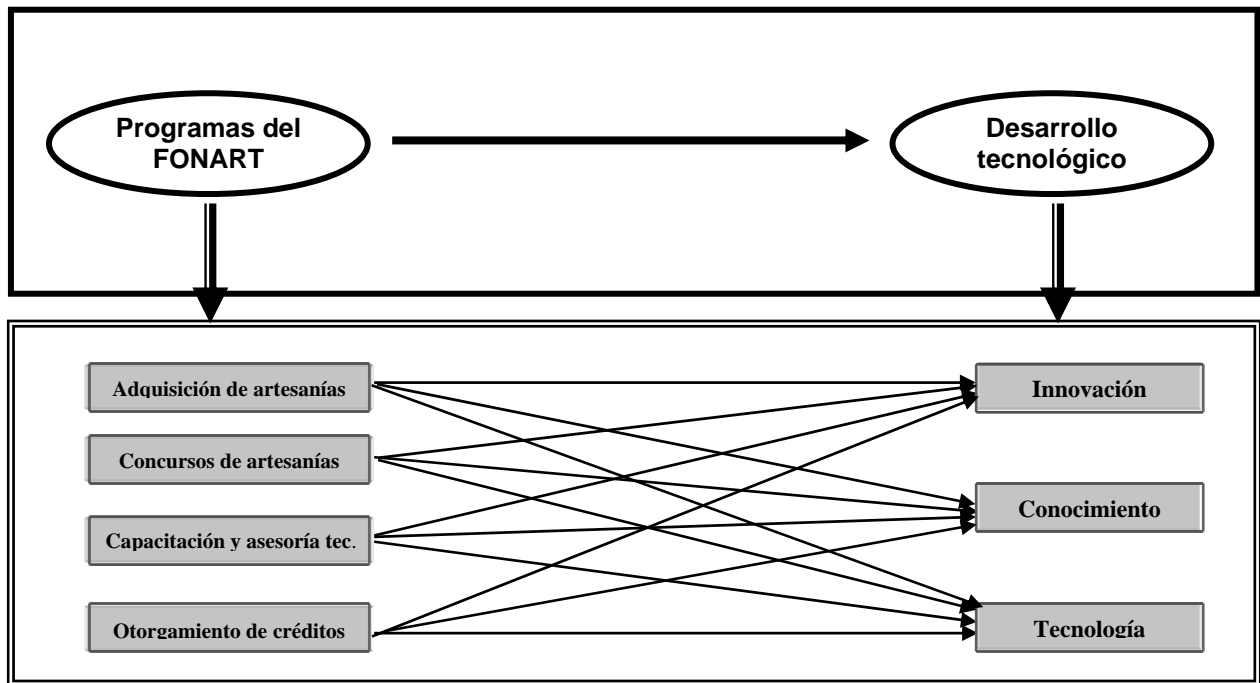 Programas del
FONART
Desarrollo
tecnológico
Adquisición de artesanías
Innovación
Concursos de artesanías
Conocimiento
Capacitación y asesoría tec.
Otorgamiento de créditos
Tecnología